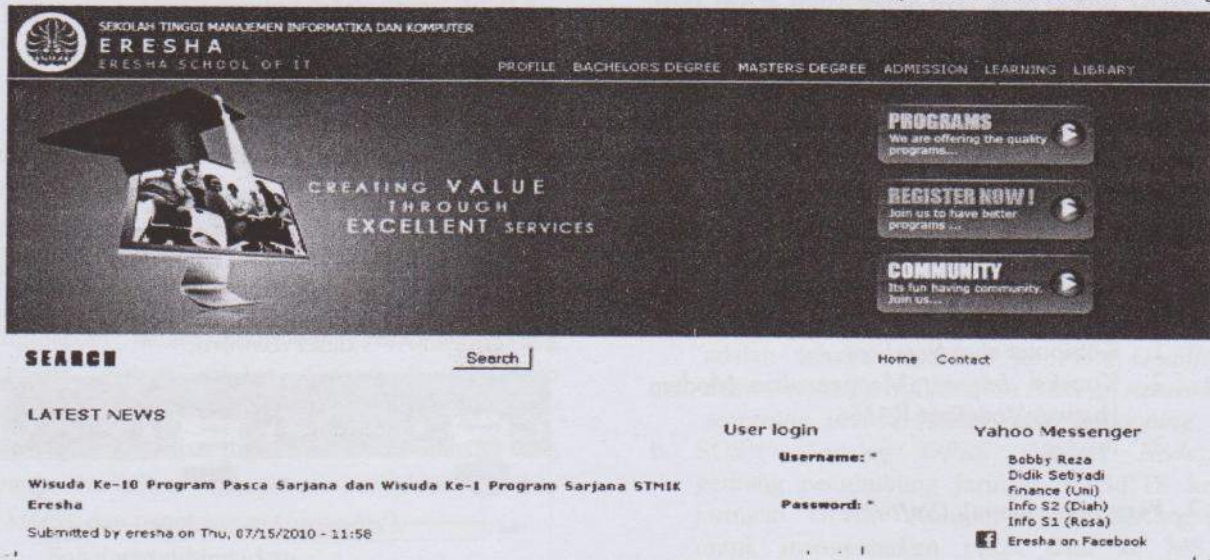 SEKOLAH TINGGI MANAJEMEN INFORMATIKA DAN KOMPUTER
ERESHA
ERESHA SCHOOL OF IT
PROFILE BACHELORS DEGREE MASTERS DEGREE ADMISSION LEARNING LIBRARY
CREATING VALUE
THROUGH
EXCELLENT SERVICES
PROGRAMS
We are offering the quality
programs...
REGISTER NOW !
Join us to have better
programs ...
COMMUNITY
Its fun having community.
Join us...
SEARCH
Search
Home Contact
LATEST NEWS
Wisuda Ke-10 Program Pasca Sarjana dan Wisuda Ke-1 Program Sarjana STMIK
Eresha
Submitted by eresha on Thu, 07/15/2010 - 11:58
User login
Username: *
Password: *
Yahoo Messenger
Bobby Reza
Didik Setiyadi
Finance (Uni)
Info S2 (Diah)
Info S1 (Rosa)
Eresha on Facebook